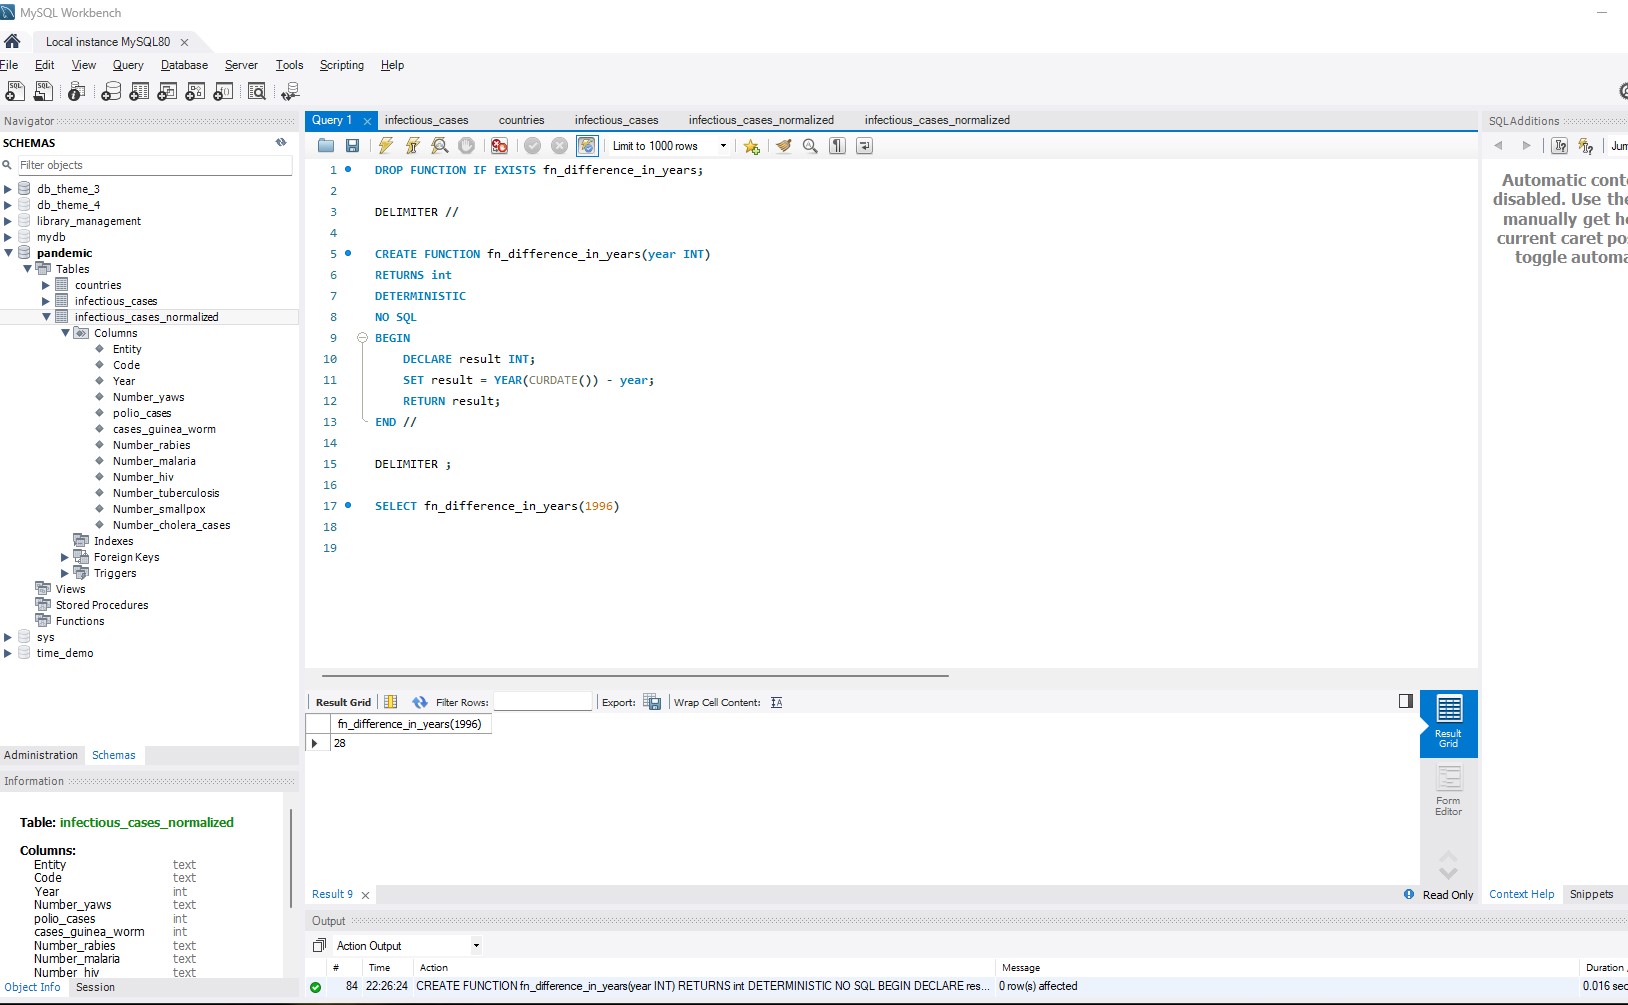 MySQL Workbench
Local instance MySQL80
File Edit View Query Database Server Tools Scripting Help
Navigator
SCHEMAS
Filter objects
db_theme_3
db_theme_4
library_management
mydb
pandemic
Tables
countries
infectious_cases
infectious_cases_normalized
Columns
Entity
Code
Year
Number_yaws
polio_cases
cases_guinea_worm
Number_rabies
Number_malaria
Number_hiv
Number_tuberculosis
Number_smallpox
Number_cholera_cases
Indexes
Foreign Keys
Triggers
Views
Stored Procedures
Functions
sys
time_demo
Administration Schemas
Information
Table: infectious_cases_normalized
Columns:
Entity text
Code text
Year int
Number_yaws text
polio_cases int
cases_guinea_worm int
Number_rabies text
Number_malaria text
Number_hiv text
Object Info Session
Query 1 infectious_cases countries infectious_cases infectious_cases_normalized infectious_cases_normalized
Limit to 1000 rows
1 DROP FUNCTION IF EXISTS fn_difference_in_years;
2
3 DELIMITER //
4
5 CREATE FUNCTION fn_difference_in_years(year INT)
6 RETURNS int
7 DETERMINISTIC
8 NO SQL
9 BEGIN
10 DECLARE result INT;
11 SET result = YEAR(CURDATE()) - year;
12 RETURN result;
13 END //
14
15 DELIMITER ;
16
17 SELECT fn_difference_in_years(1996)
18
19
Result Grid Filter Rows: Export: Wrap Cell Content:
fn_difference_in_years(1996)
28
Result Grid
Form Editor
Result 9
Read Only
Output
Action Output
# Time Action Message Duration
84 22:26:24 CREATE FUNCTION fn_difference_in_years(year INT) RETURNS int DETERMINISTIC NO SQL BEGIN DECLARE res... 0 row(s) affected 0.016 sec
SQLAdditions
Jum
Automatic cont
disabled. Use the
manually get h
current caret po
toggle automa
Context Help Snippets